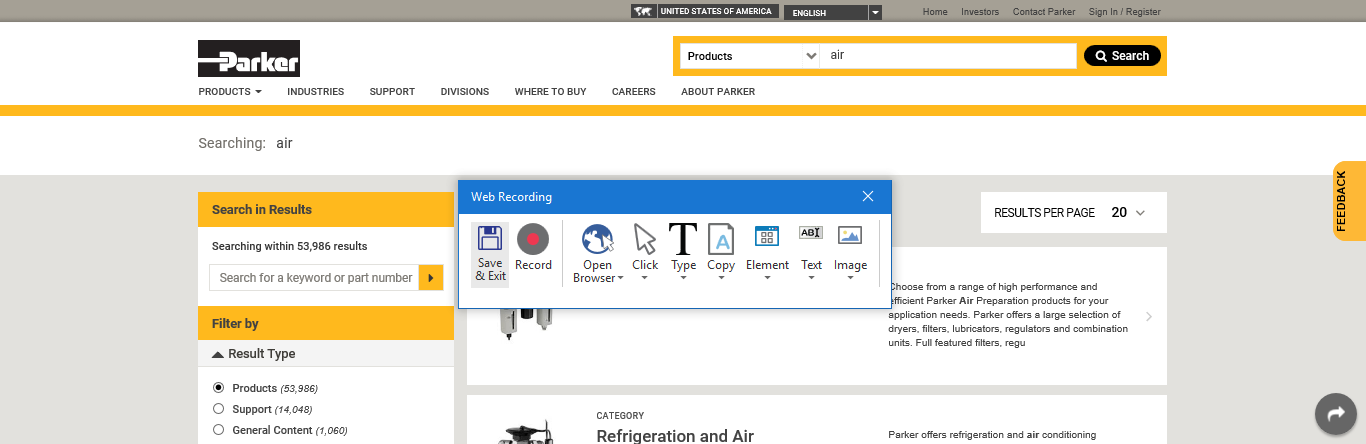 UNITED STATES OF AMERICA
ENGLISH
Home Investors Contact Parker Sign In / Register
Parker
Products
air
Search
PRODUCTS INDUSTRIES SUPPORT DIVISIONS WHERE TO BUY CAREERS ABOUT PARKER
Searching: air
FEEDBACK
Search in Results
Searching within 53,986 results
Search for a keyword or part number
Filter by
Result Type
Products (53,986)
Support (14,048)
General Content (1,060)
Web Recording
Save
& Exit
Record
Open
Browser
Click
Type
Copy
Element
Text
Image
RESULTS PER PAGE 20
Choose from a range of high performance and
efficient Parker Air Preparation products for your
application needs. Parker offers a large selection of
dryers, filters, lubricators, regulators and combination
units. Full featured filters, regu
CATEGORY
Refrigeration and Air
Parker offers refrigeration and air conditioning